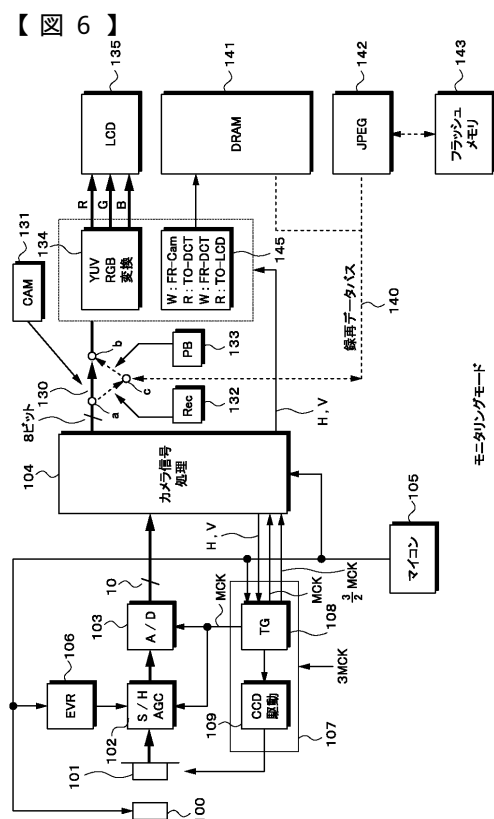 【図6】
135
LCD
R
G
B
134
YUV
RGB
変換
131
CAM
130
8ビット
a
b
c
PB
133
Rec
132
141
DRAM
W : FR-Cam
R : TO-DCT
W : FR-DCT
R : TO-LCD
145
142
JPEG
143
フラッシュ
メモリ
録再データバス
140
H, V
104
カメラ信号
処理
10
103
A / D
106
EVR
S / H
AGC
102
101
100
MCK
H, V
MCK
3/2 MCK
TG
108
109
CCD
駆動
107
3MCK
マイコン
105
モニタリングモード